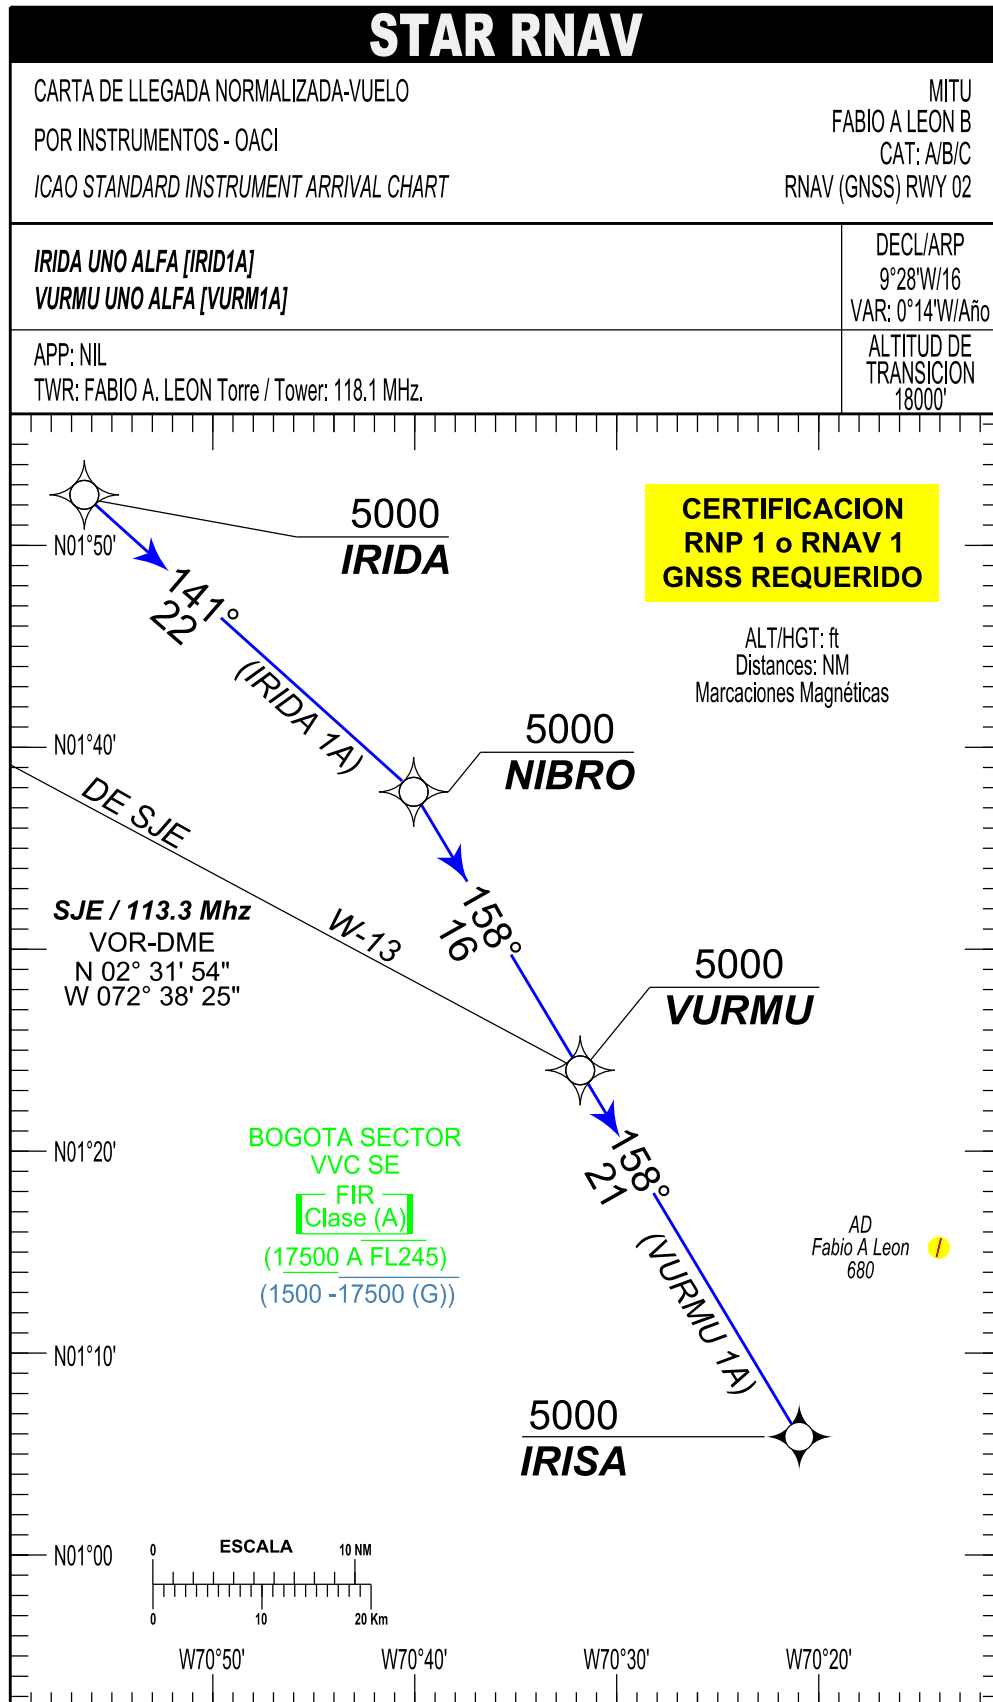 STAR RNAV
CARTA DE LLEGADA NORMALIZADA-VUELO
POR INSTRUMENTOS - OACI
ICAO STANDARD INSTRUMENT ARRIVAL CHART
MITU
FABIO A LEON B
CAT: A/B/C
RNAV (GNSS) RWY 02
IRIDA UNO ALFA [IRID1A]
VURMU UNO ALFA [VURM1A]
DECL/ARP
9°28'W/16
VAR: 0°14'W/Año
APP: NIL
TWR: FABIO A. LEON Torre / Tower: 118.1 MHz.
ALTITUD DE
TRANSICION
18000'
5000
IRIDA
CERTIFICACION
RNP 1 o RNAV 1
GNSS REQUERIDO
N01°50'
141°
22
(IRIDA 1A)
ALT/HGT: ft
Distances: NM
Marcaciones Magnéticas
5000
NIBRO
N01°40'
DE SJE
W-13
SJE / 113.3 Mhz
VOR-DME
N 02° 31' 54"
W 072° 38' 25"
158°
16
5000
VURMU
BOGOTA SECTOR
VVC SE
FIR
Clase (A)
(17500 A FL245)
(1500 -17500 (G))
N01°20'
158°
21
(VURMU 1A)
AD
Fabio A Leon
680
N01°10'
5000
IRISA
N01°00
ESCALA
0
10 NM
0
10
20 Km
W70°50'
W70°40'
W70°30'
W70°20'